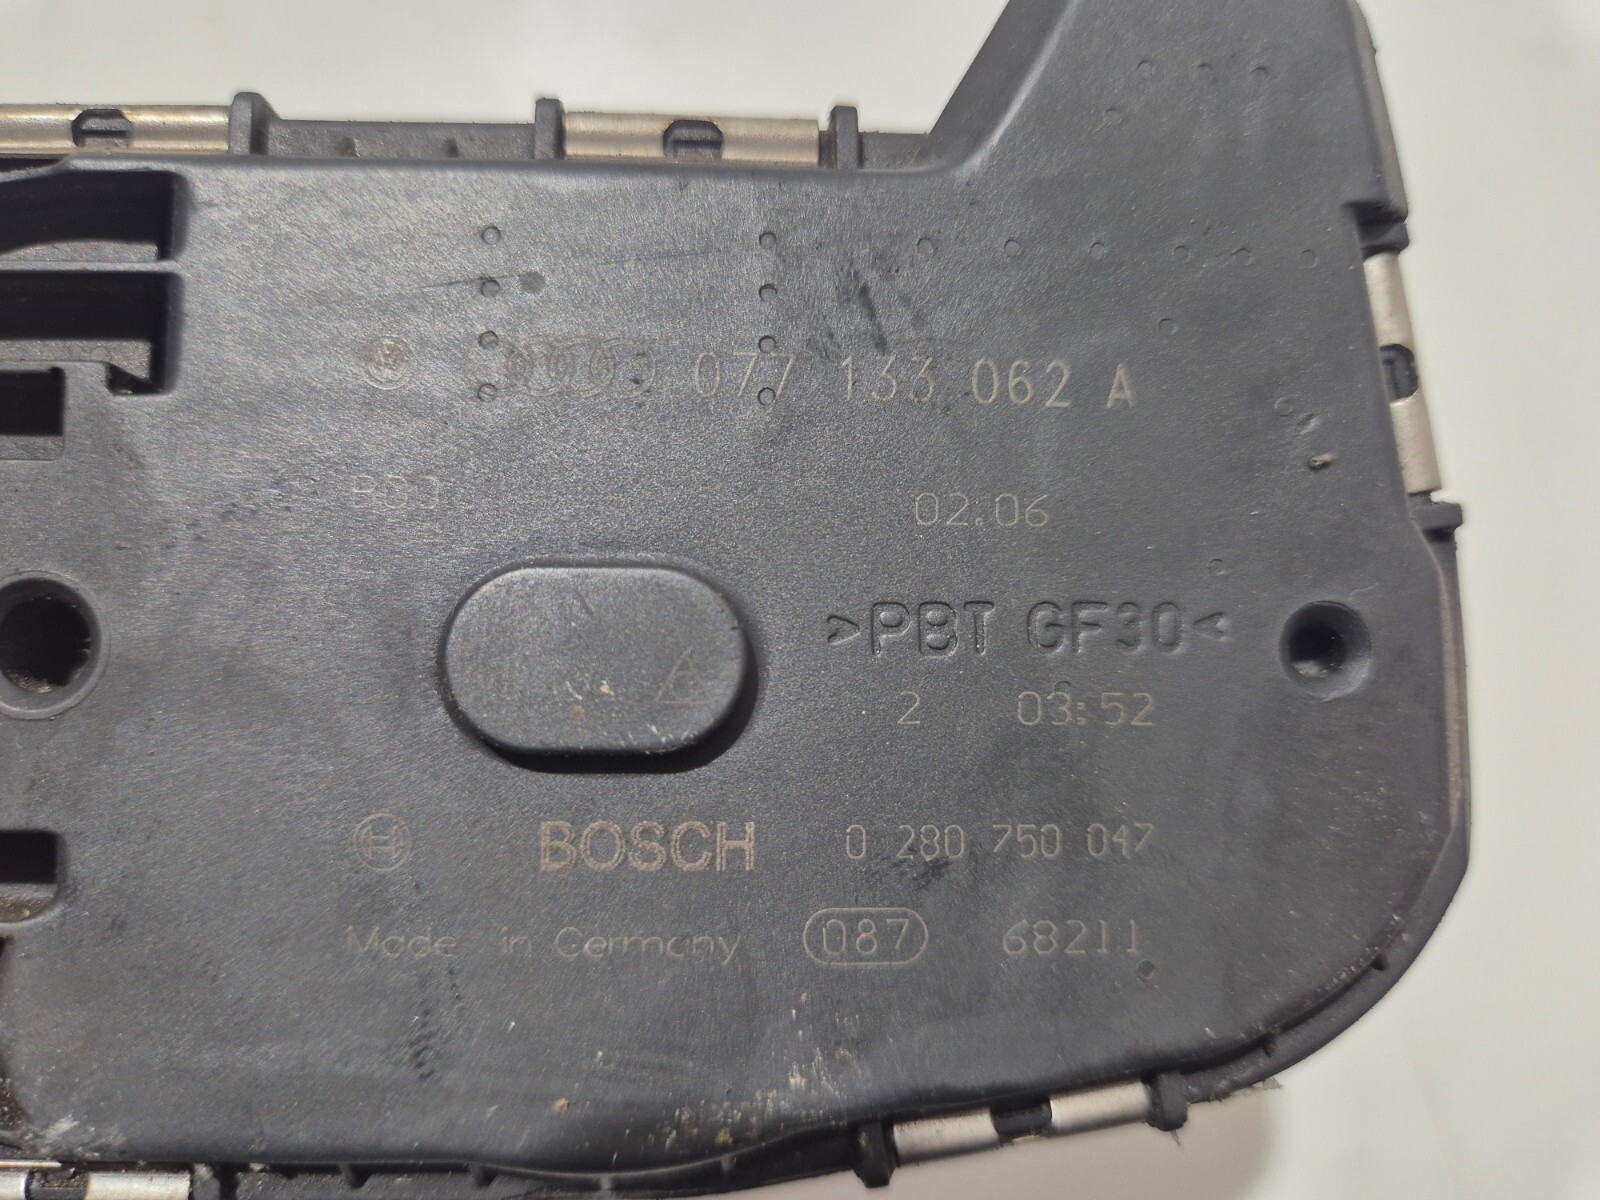 077 133 062 A
B00 02.06
>PBT GF30<
2 03:52
BOSCH 0 280 750 047
Made in Germany 087 68211